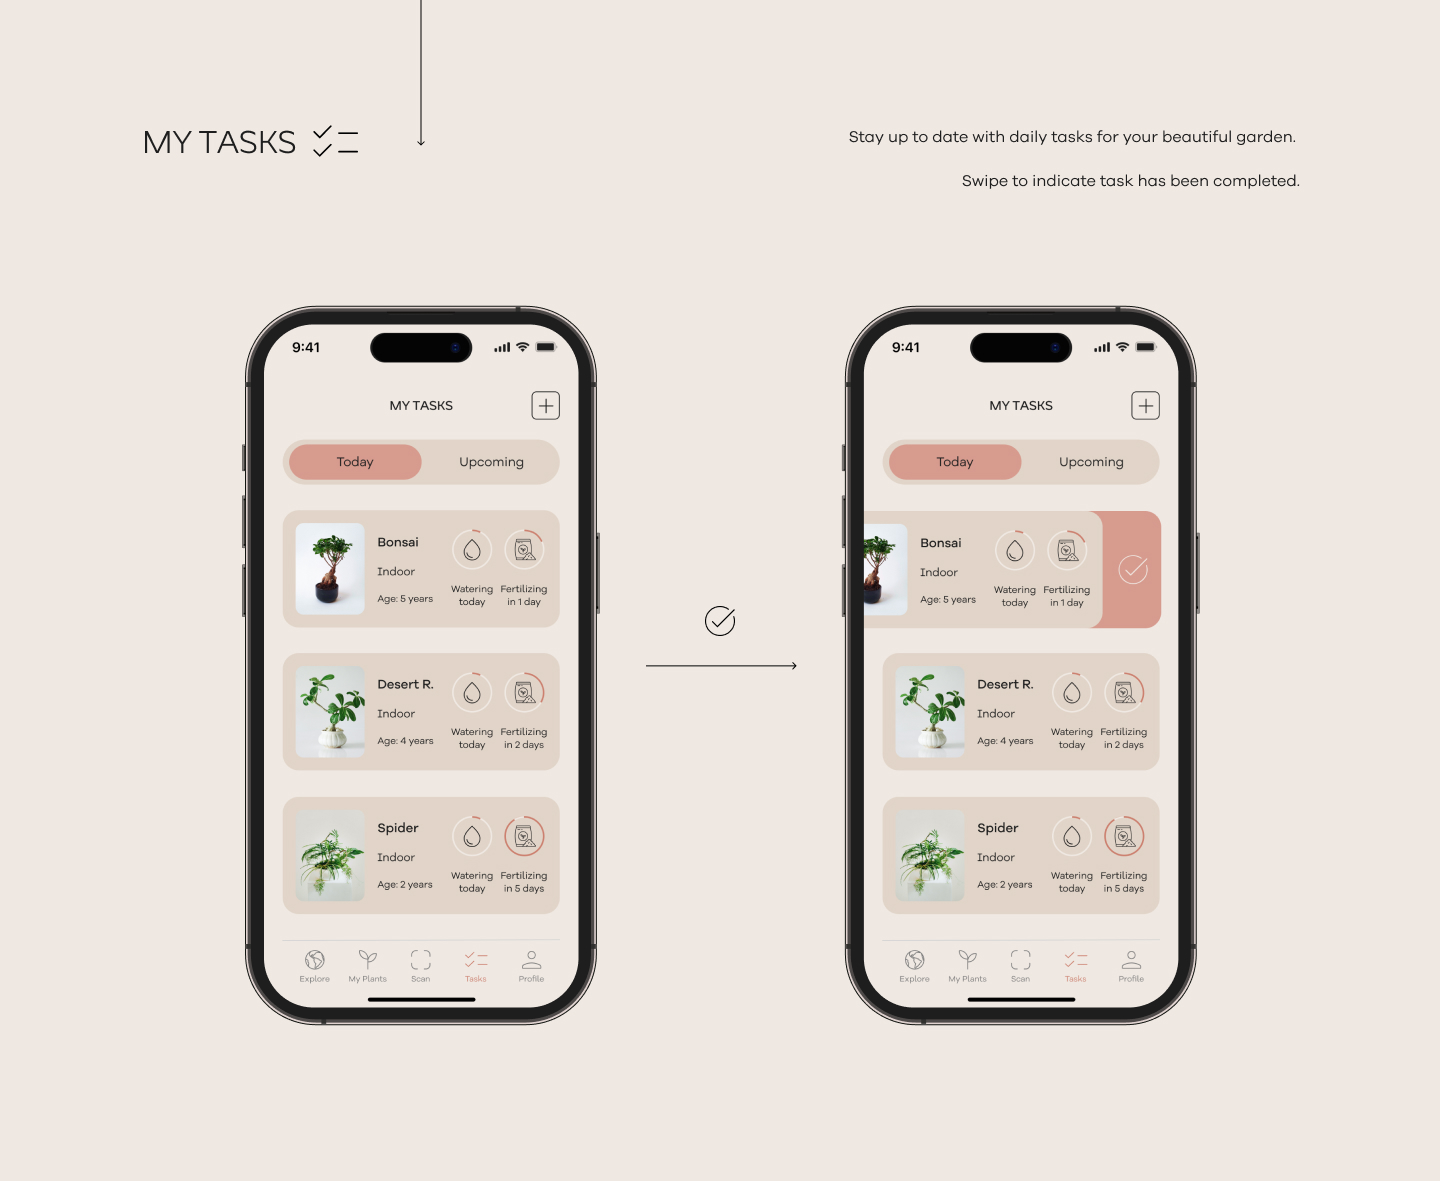 MY TASKS
Stay up to date with daily tasks for your beautiful garden.
Swipe to indicate task has been completed.
9:41
MY TASKS
Today
Upcoming
Bonsai
Indoor
Age: 5 years
Watering
today
Fertilizing
in 1 day
Desert R.
Indoor
Age: 4 years
Watering
today
Fertilizing
in 2 days
Spider
Indoor
Age: 2 years
Watering
today
Fertilizing
in 5 days
Explore
My Plants
Scan
Tasks
Profile
9:41
MY TASKS
Today
Upcoming
Bonsai
Indoor
Age: 5 years
Watering
today
Fertilizing
in 1 day
Desert R.
Indoor
Age: 4 years
Watering
today
Fertilizing
in 2 days
Spider
Indoor
Age: 2 years
Watering
today
Fertilizing
in 5 days
Explore
My Plants
Scan
Tasks
Profile